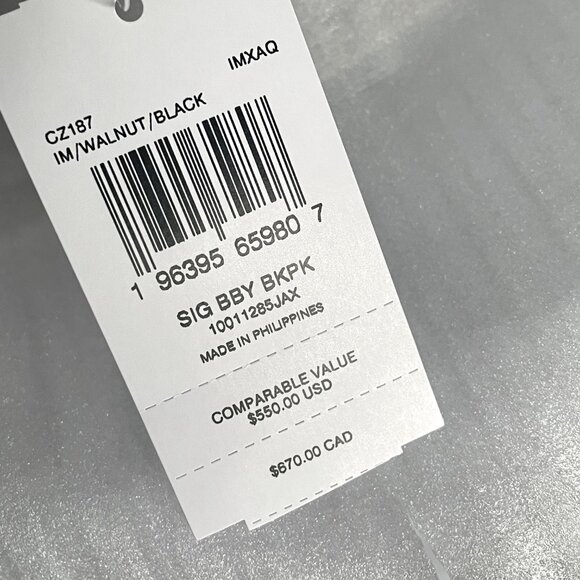 IMXAQ
CZ187
IM/WALNUT/BLACK
1 96395 65980 7
SIG BBY BKPK
10011285JAX
MADE IN PHILIPPINES
COMPARABLE VALUE
$550.00 USD
$670.00 CAD